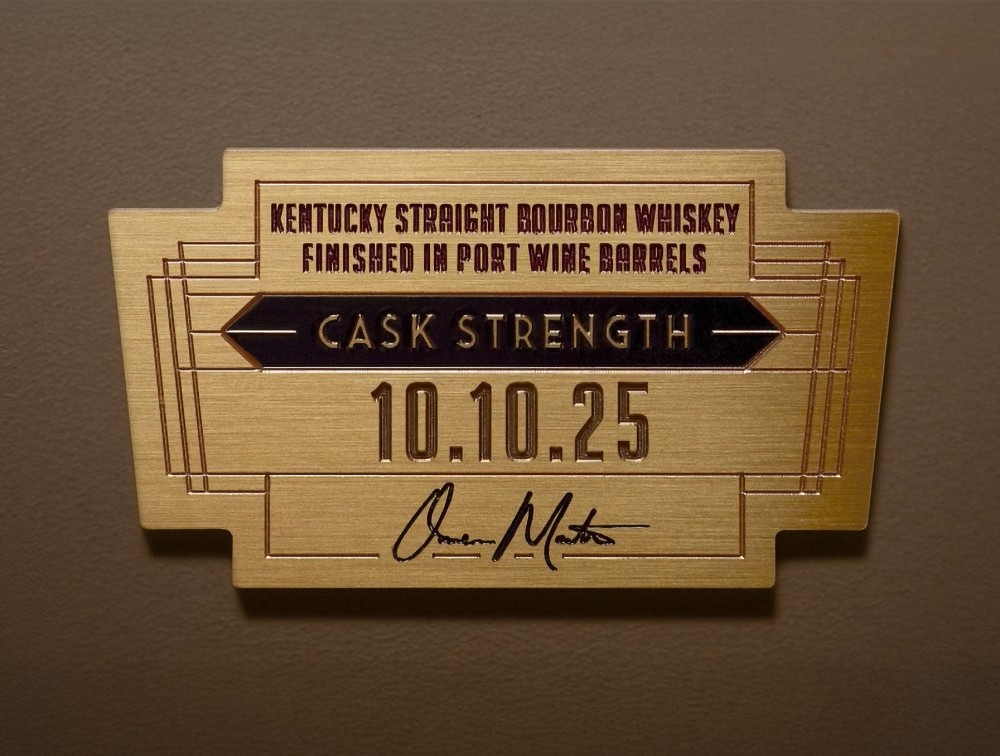 KENTUCKY STRAIGHT BOURBON WHISKEY
FINISHED IN PORT WINE BARRELS
CASK STRENGTH
10.10.25